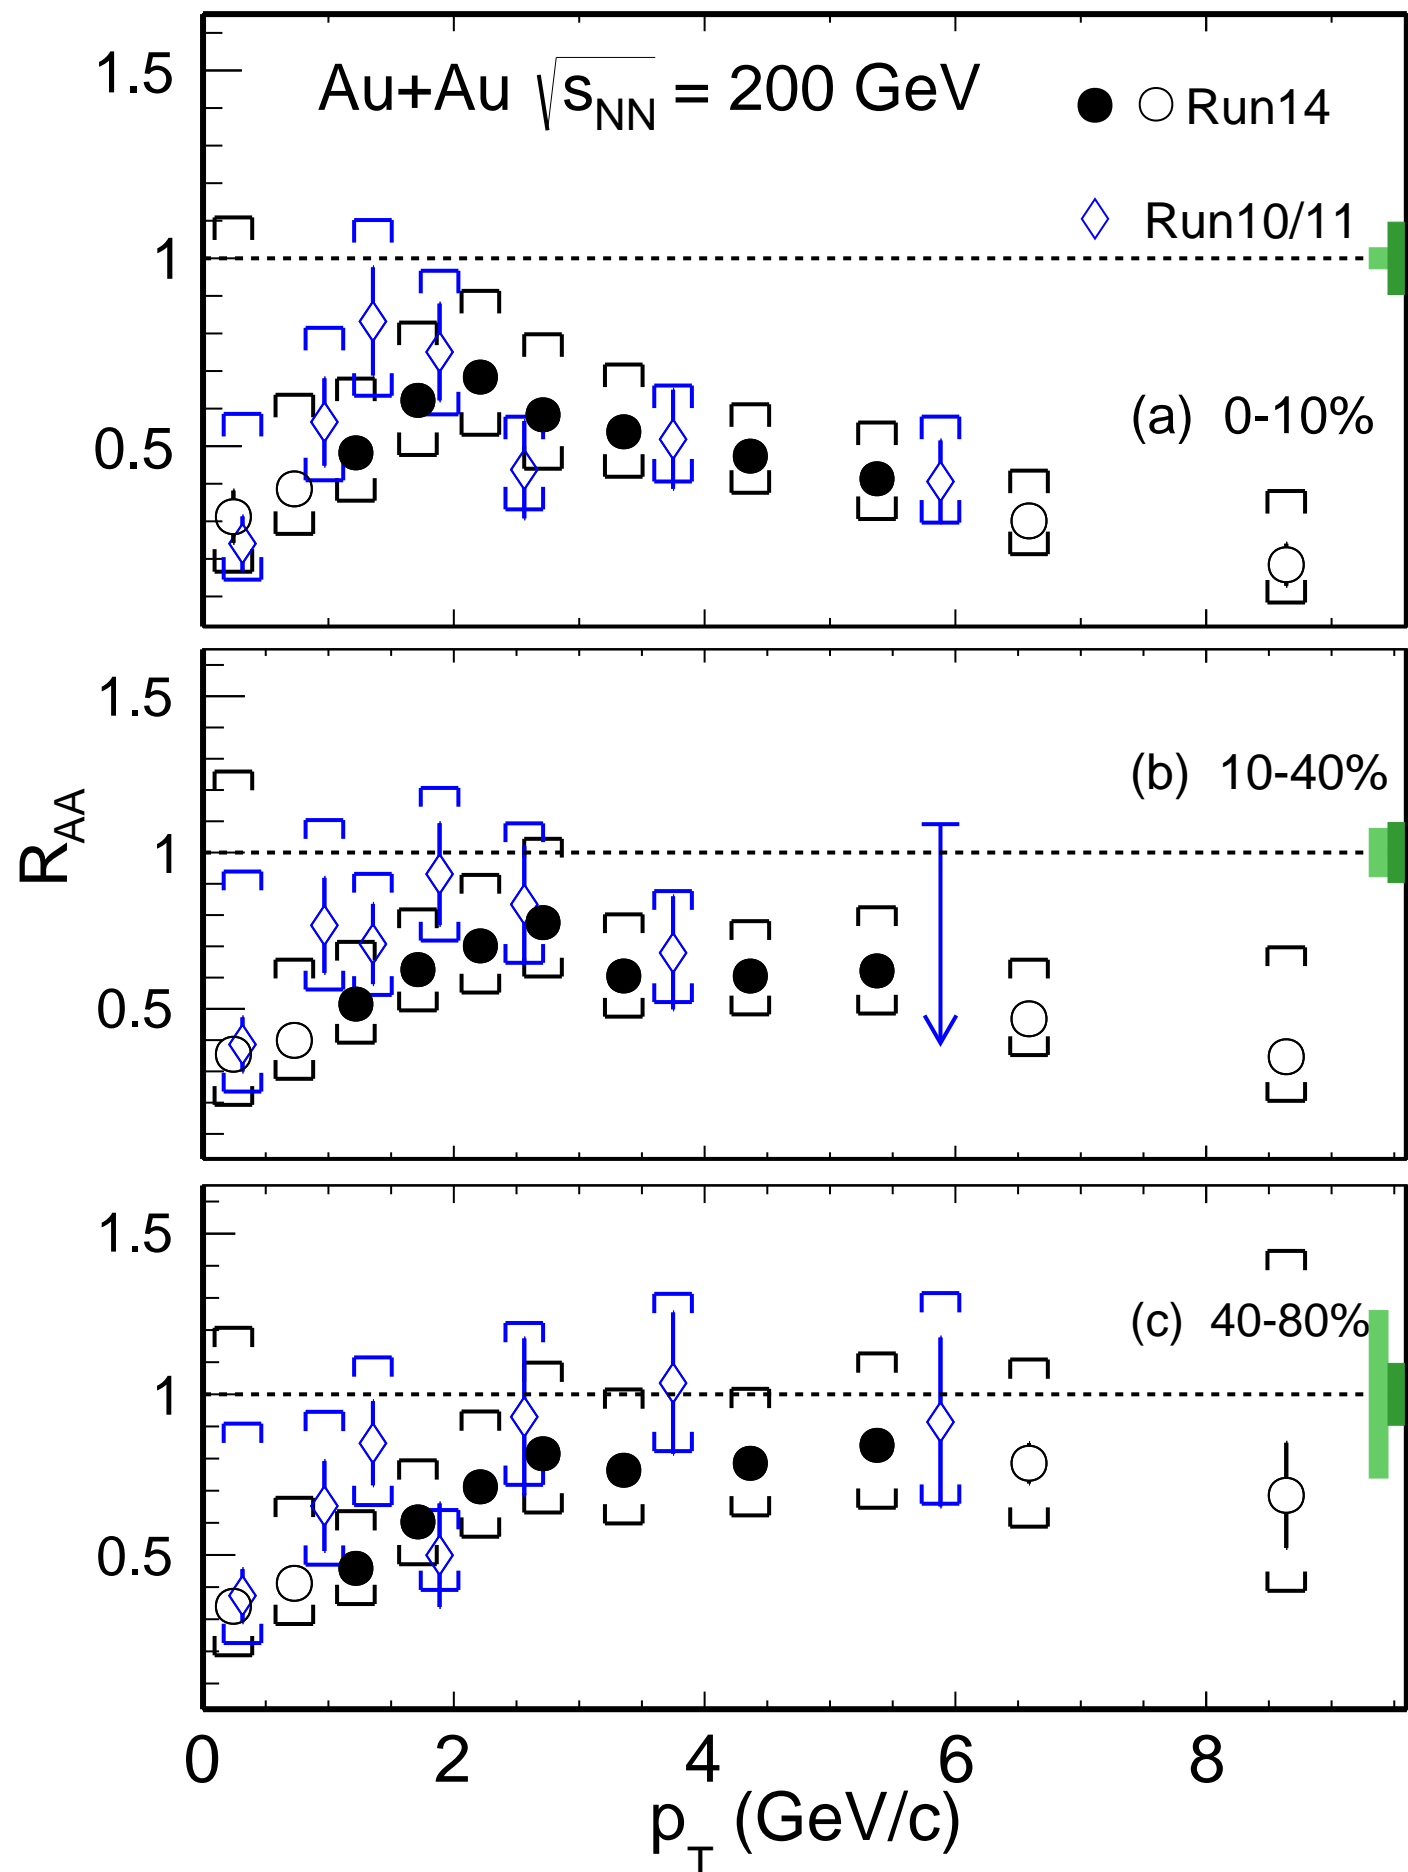 Au+Au √sNN = 200 GeV
Run14
Run10/11
1.5
1
0.5
(a) 0-10%
1.5
1
0.5
(b) 10-40%
RAA
1.5
1
0.5
(c) 40-80%
0 2 4 6 8
pT (GeV/c)